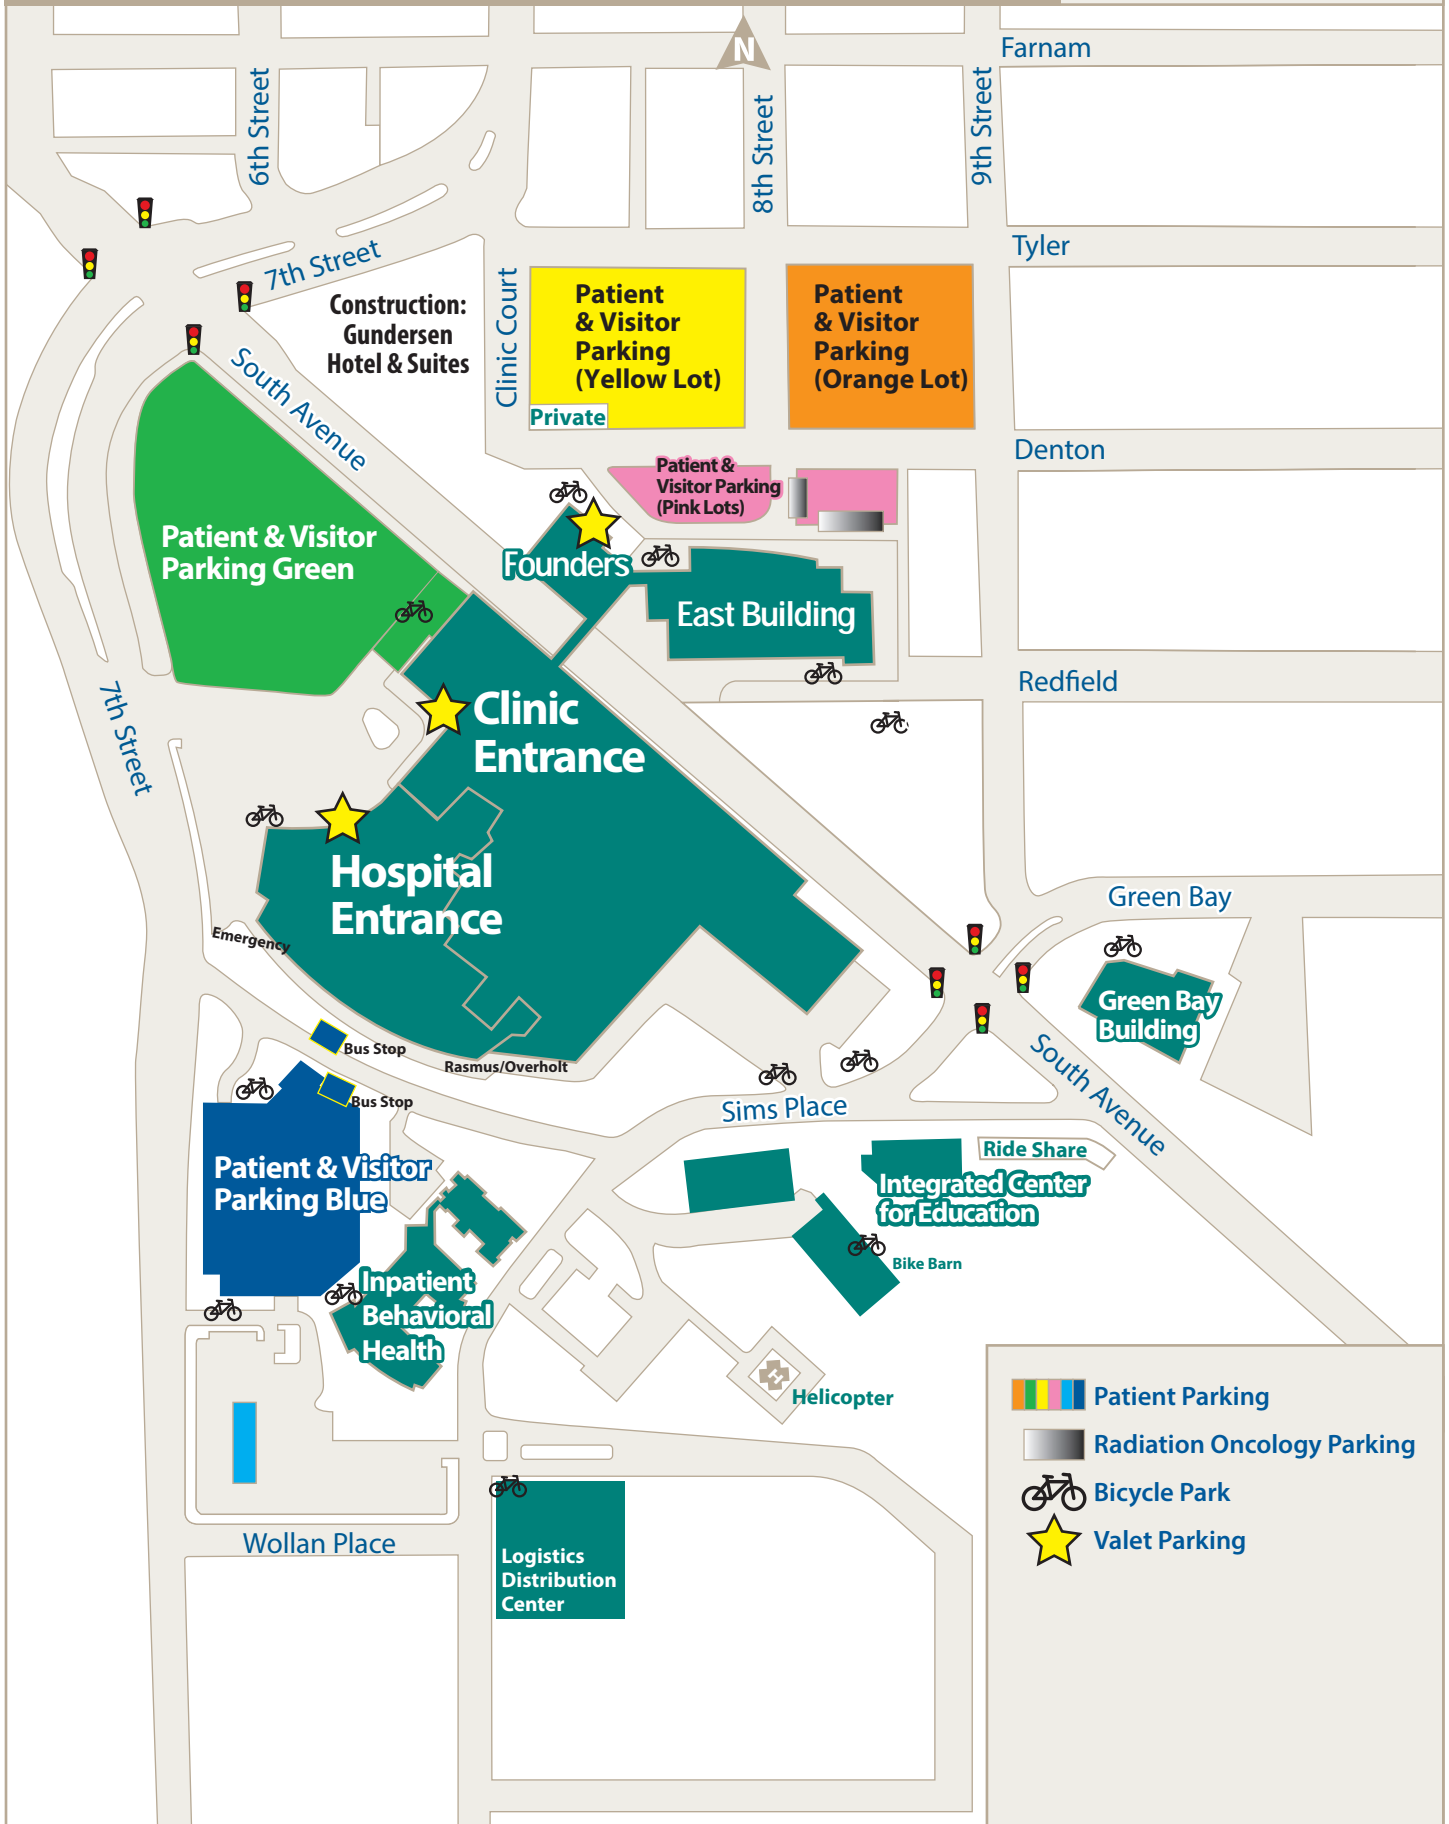 N
Farnam
6th Street
8th Street
9th Street
Tyler
7th Street
Construction:
Gundersen
Hotel & Suites
Clinic Court
Patient
& Visitor
Parking
(Yellow Lot)
Private
Patient
& Visitor
Parking
(Orange Lot)
South Avenue
Denton
Patient &
Visitor Parking
(Pink Lots)
Patient & Visitor
Parking Green
Founders
East Building
Redfield
7th Street
Clinic
Entrance
Hospital
Entrance
Emergency
Green Bay
Green Bay
Building
Bus Stop
Rasmus/Overholt
Bus Stop
Sims Place
South Avenue
Ride Share
Patient & Visitor
Parking Blue
Integrated Center
for Education
Bike Barn
Inpatient
Behavioral
Health
H
Helicopter
Patient Parking
Radiation Oncology Parking
Bicycle Park
Valet Parking
Wollan Place
Logistics
Distribution
Center